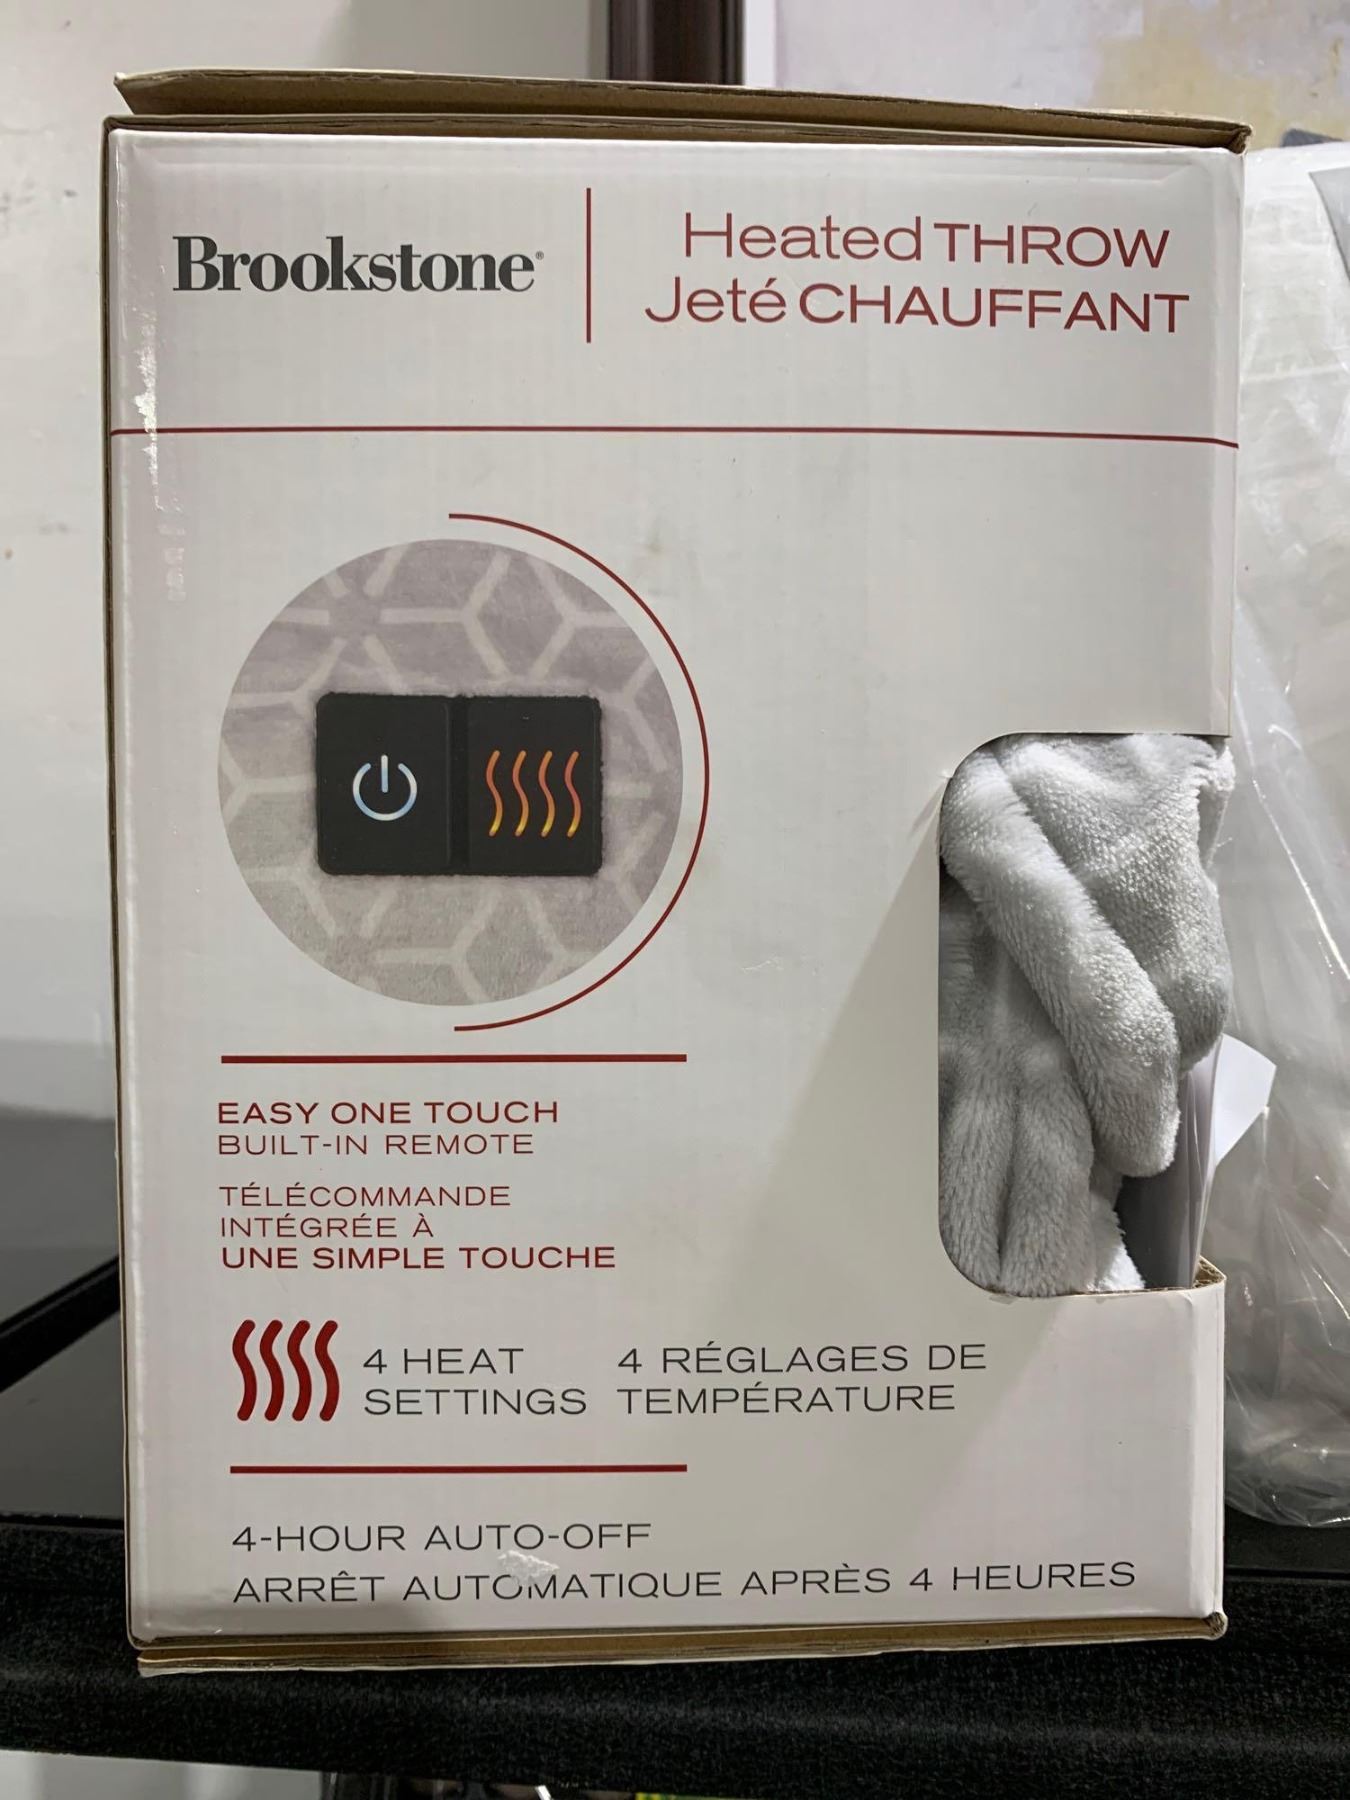 Brookstone®
Heated THROW
Jeté CHAUFFANT
EASY ONE TOUCH
BUILT-IN REMOTE
TÉLÉCOMMANDE
INTÉGRÉE À
UNE SIMPLE TOUCHE
4 HEAT
SETTINGS
4 RÉGLAGES DE
TEMPÉRATURE
4-HOUR AUTO-OFF
ARRÊT AUTOMATIQUE APRÈS 4 HEURES